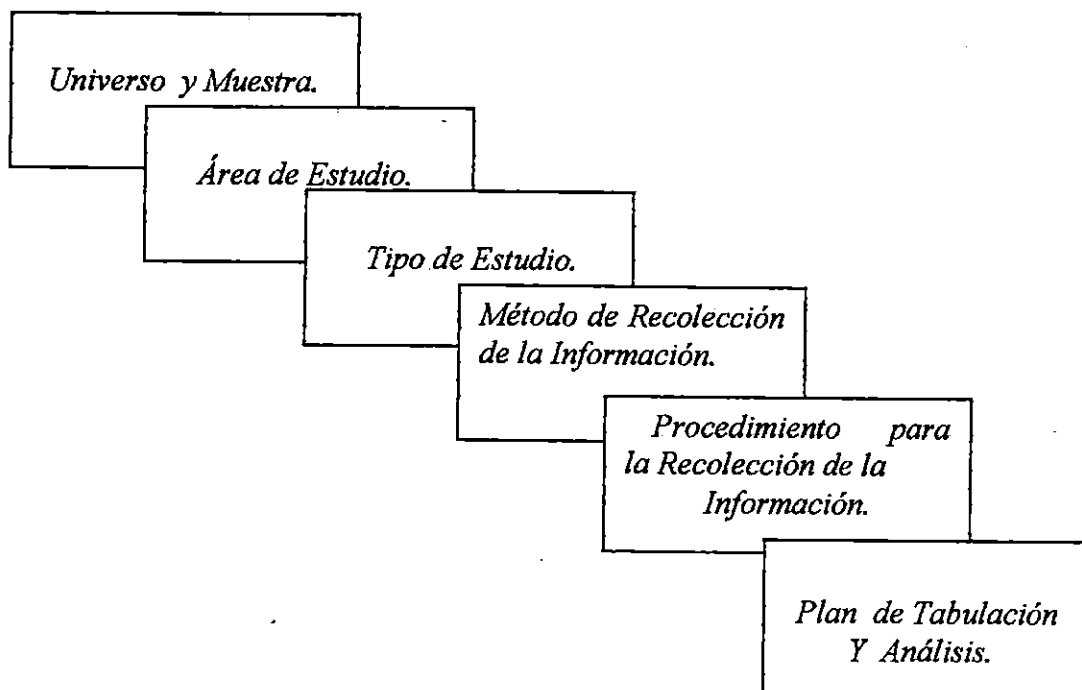 Universo y Muestra.
Área de Estudio.
Tipo de Estudio.
Método de Recolección
de la Información.
Procedimiento para
la Recolección de la
Información.
Plan de Tabulación
Y Análisis.